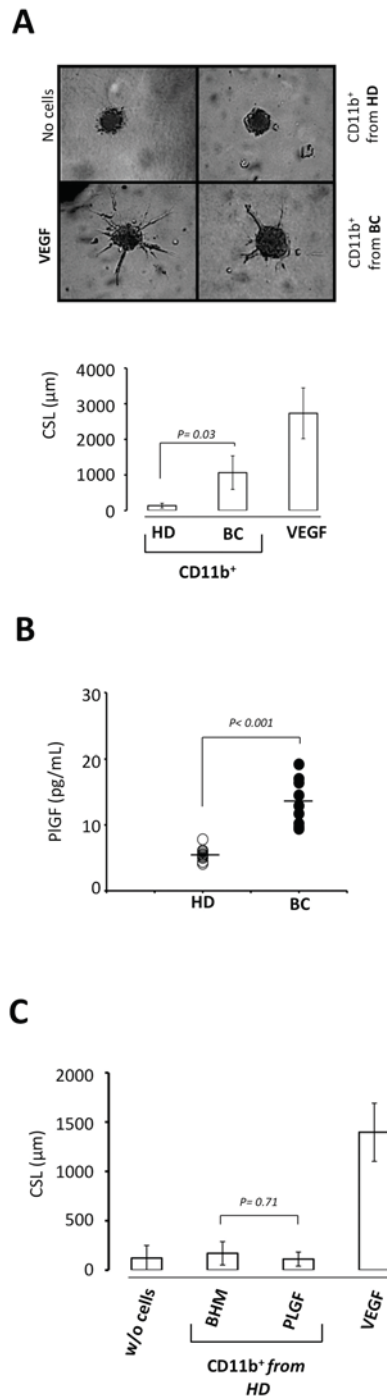 A
No cells
CD11b⁺
from HD
VEGF
CD11b⁺
from BC
4000
3000
2000
1000
0
CSL (µm)
P= 0.03
HD
BC
VEGF
CD11b⁺
B
30
20
10
0
PlGF (pg/mL)
P< 0.001
HD
BC
C
2000
1500
1000
500
0
CSL (µm)
P= 0.71
w/o cells
BHM
PLGF
VEGF
CD11b⁺ from
HD